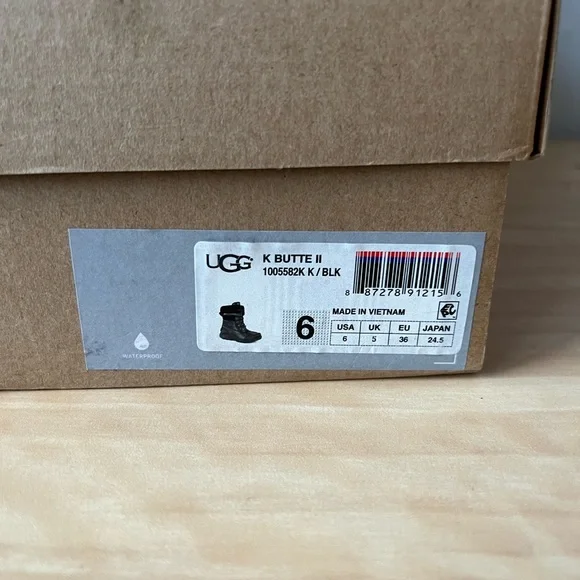 UGG
K BUTTE II
1005582K K / BLK
8 87278 91215 6
MADE IN VIETNAM
6
USA UK EU JAPAN
6 5 36 24.5
WATERPROOF